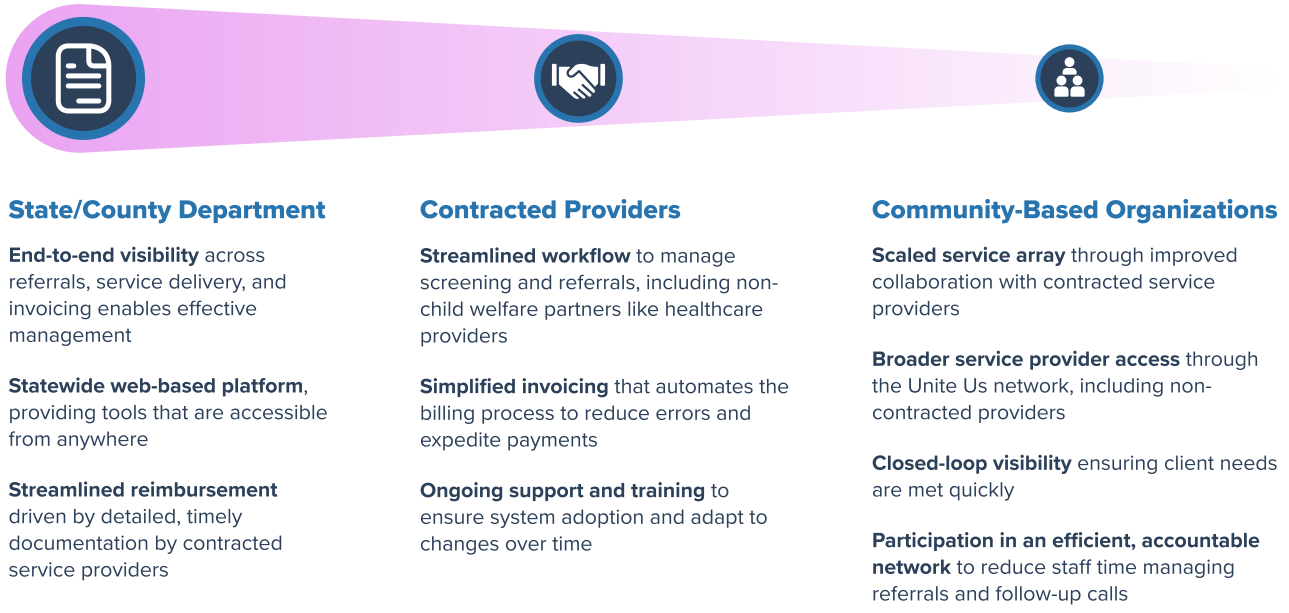 State/County Department
End-to-end visibility across
referrals, service delivery, and
invoicing enables effective
management
Statewide web-based platform,
providing tools that are accessible
from anywhere
Streamlined reimbursement
driven by detailed, timely
documentation by contracted
service providers
Contracted Providers
Streamlined workflow to manage
screening and referrals, including non-
child welfare partners like healthcare
providers
Simplified invoicing that automates the
billing process to reduce errors and
expedite payments
Ongoing support and training to
ensure system adoption and adapt to
changes over time
Community-Based Organizations
Scaled service array through improved
collaboration with contracted service
providers
Broader service provider access through
the Unite Us network, including non-
contracted providers
Closed-loop visibility ensuring client needs
are met quickly
Participation in an efficient, accountable
network to reduce staff time managing
referrals and follow-up calls